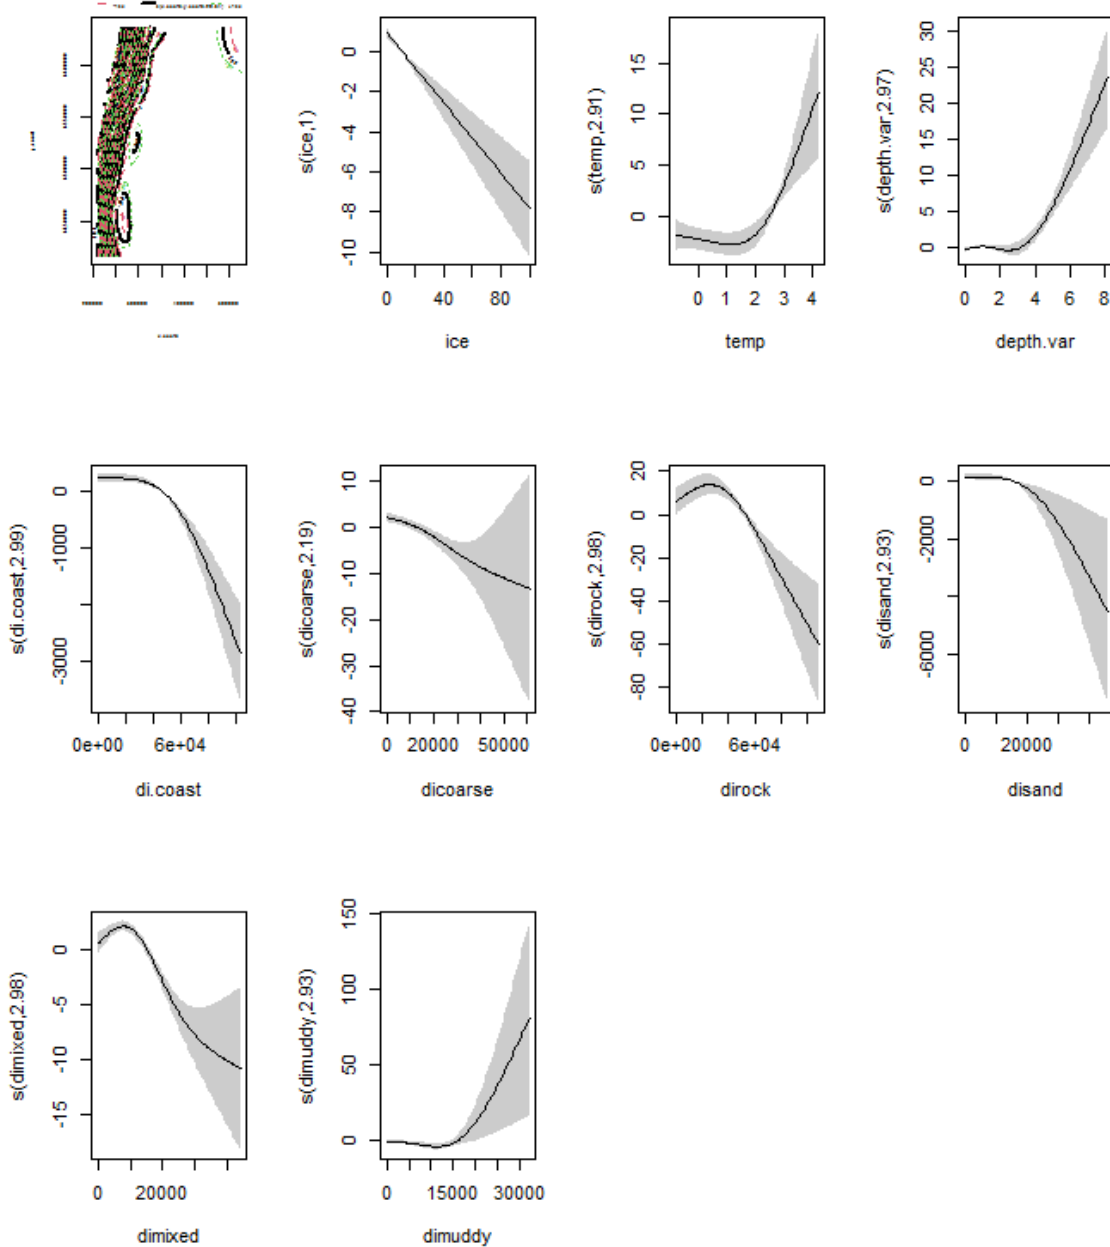 s(ice,1)
0
-2
-4
-6
-8
-10
0 40 80
ice
s(temp,2.91)
15
10
5
0
0 1 2 3 4
temp
s(depth.var,2.97)
30
25
20
15
10
5
0
0 2 4 6 8
depth.var
s(di.coast,2.99)
0
-1000
-3000
0e+00 6e+04
di.coast
s(dicoarse,2.19)
10
0
-10
-20
-30
-40
0 20000 50000
dicoarse
s(dirock,2.98)
20
0
-20
-40
-60
-80
0e+00 6e+04
dirock
s(disand,2.93)
0
-2000
-6000
0 20000
disand
s(dimixed,2.98)
0
-5
-10
-15
0 20000
dimixed
s(dimuddy,2.93)
150
100
50
0
0 15000 30000
dimuddy